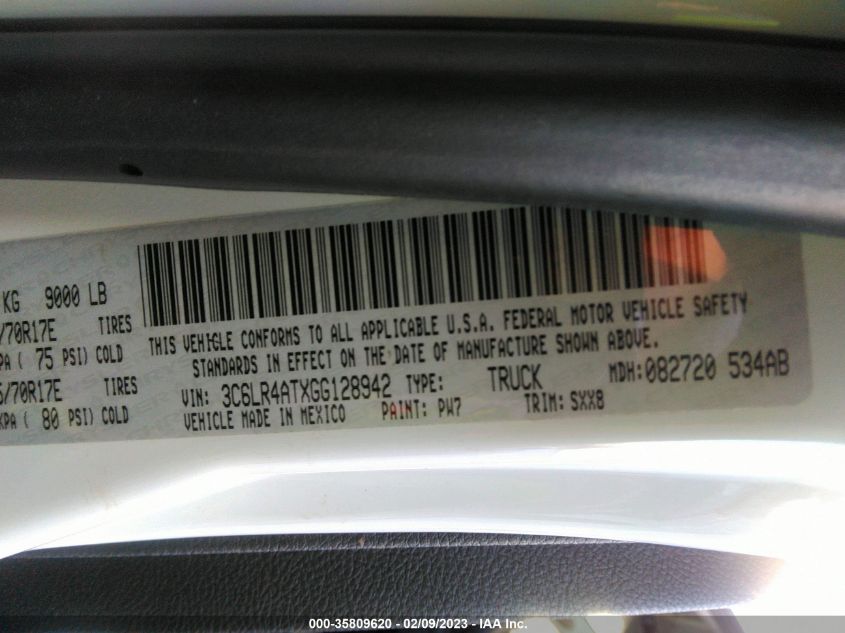 KG 9000 LB
/70R17E TIRES
PA ( 75 PSI) COLD
5/70R17E TIRES
KPA ( 80 PSI) COLD
THIS VEHICLE CONFORMS TO ALL APPLICABLE U.S.A. FEDERAL MOTOR VEHICLE SAFETY
STANDARDS IN EFFECT ON THE DATE OF MANUFACTURE SHOWN ABOVE.
VIN: 3C6LR4ATXGG128942 TYPE: TRUCK MDH:082720 534AB
VEHICLE MADE IN MEXICO PAINT: PW7 TRIM: SXX8
000-35809620 - 02/09/2023 - IAA Inc.